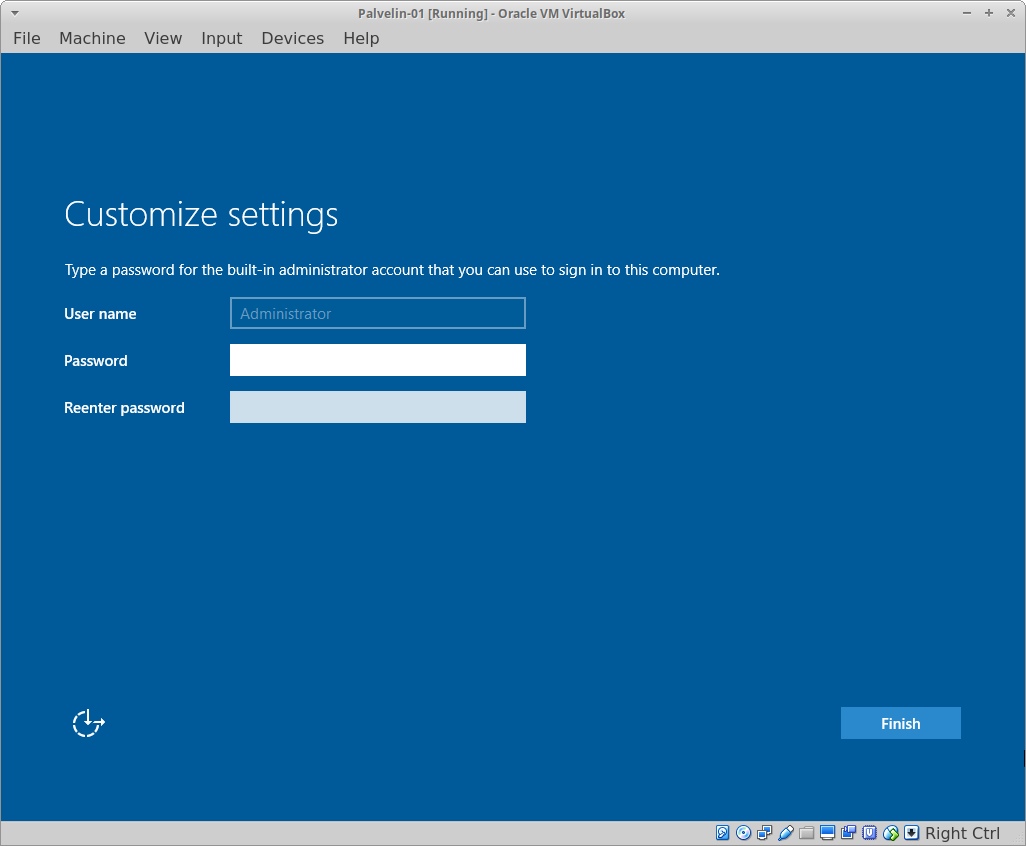 Palvelin-01 [Running] - Oracle VM VirtualBox
File Machine View Input Devices Help
Customize settings
Type a password for the built-in administrator account that you can use to sign in to this computer.
User name Administrator
Password
Reenter password
Finish
Right Ctrl